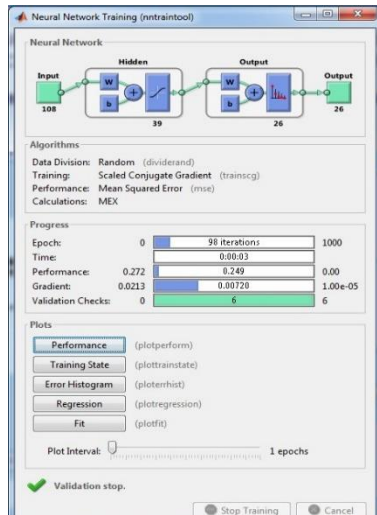 Neural Network Training (nntraintool)
Neural Network
Hidden Output
Input Output
W W
b b
108 39 26 26
Algorithms
Data Division: Random (dividerand)
Training: Scaled Conjugate Gradient (trainscg)
Performance: Mean Squared Error (mse)
Calculations: MEX
Progress
Epoch: 0 98 iterations 1000
Time: 0:00:03
Performance: 0.272 0.249 0.00
Gradient: 0.0213 0.00720 1.00e-05
Validation Checks: 0 6 6
Plots
Performance (plotperform)
Training State (plottrainstate)
Error Histogram (ploterrhist)
Regression (plotregression)
Fit (plotfit)
Plot Interval: 1 epochs
Validation stop.
Stop Training Cancel